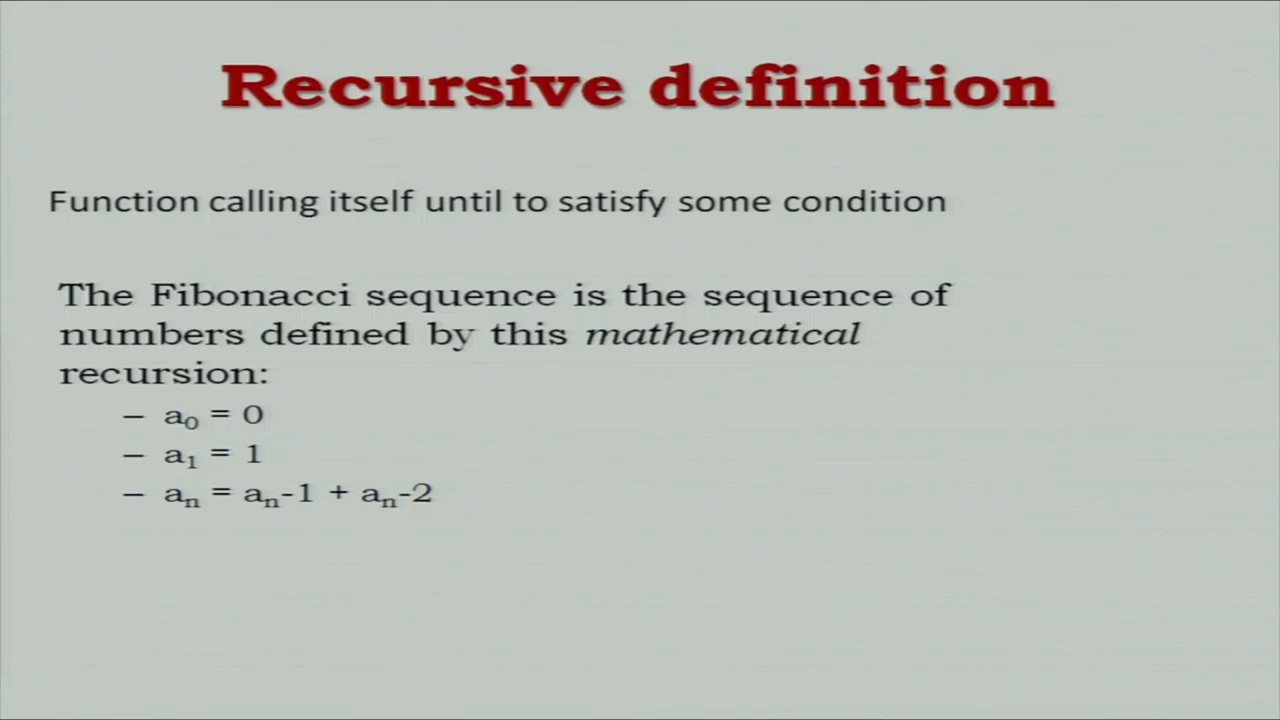 Recursive definition
Function calling itself until to satisfy some condition
The Fibonacci sequence is the sequence of
numbers defined by this mathematical
recursion:
– a₀ = 0
– a₁ = 1
– aₙ = aₙ-1 + aₙ-2